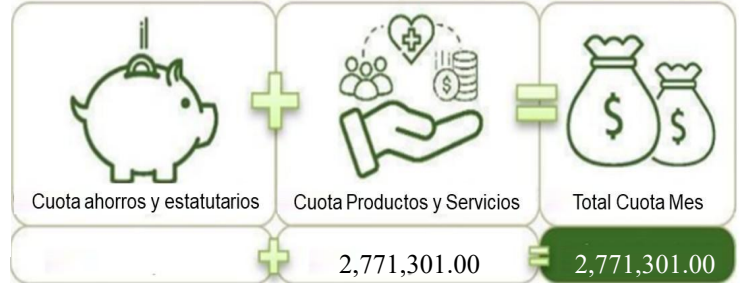 Cuota ahorros y estatutarios
Cuota Productos y Servicios
Total Cuota Mes
2,771,301.00
2,771,301.00